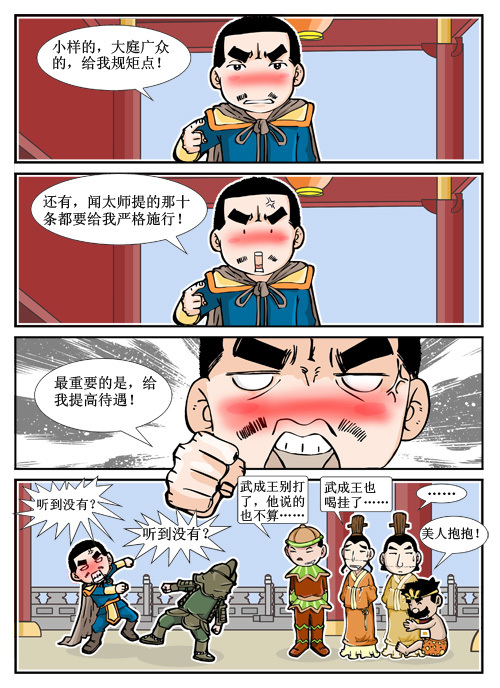 小样的，大庭广众
的，给我规矩点！
还有，闻太师提的那十
条都要给我严格施行！
最重要的是，给
我提高待遇！
听到没有？
听到没有？
武成王别打
了，他说的
也不算……
武成王也
喝挂了……
……
美人抱抱！